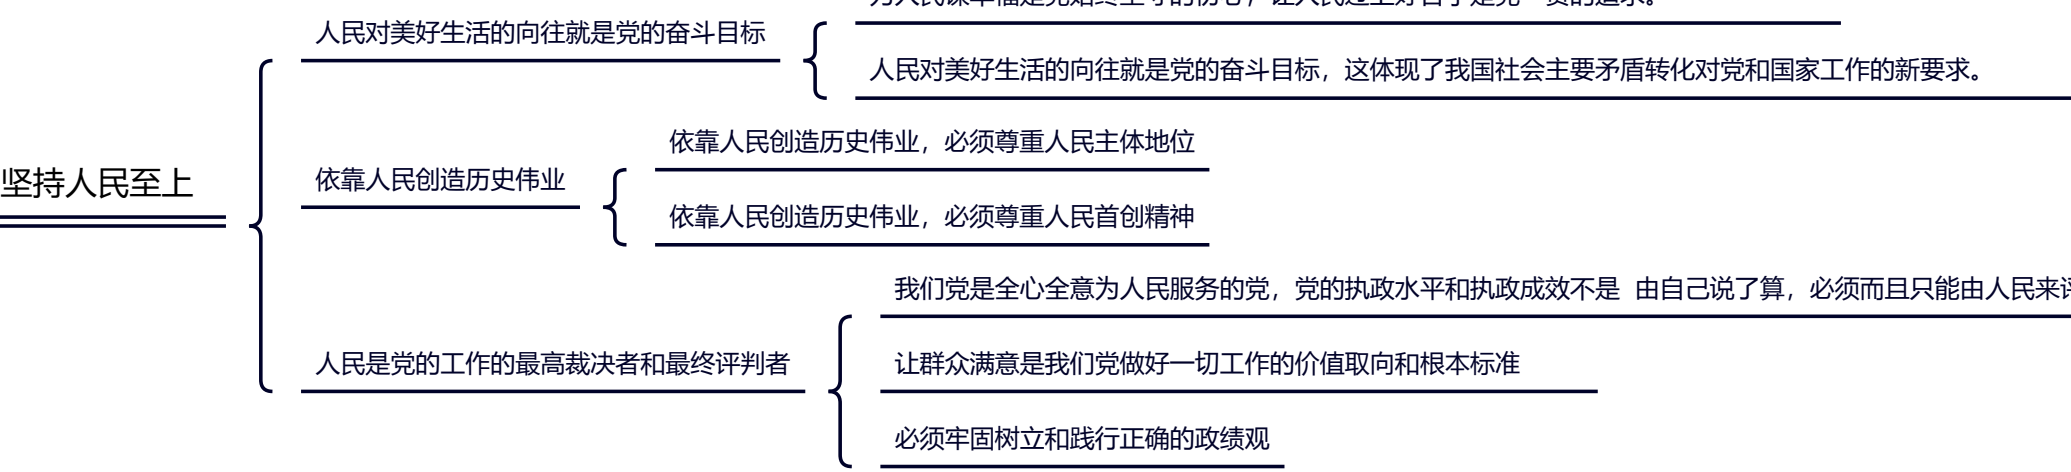 人民对美好生活的向往就是党的奋斗目标
人民对美好生活的向往就是党的奋斗目标，这体现了我国社会主要矛盾转化对党和国家工作的新要求。
坚持人民至上
依靠人民创造历史伟业
依靠人民创造历史伟业，必须尊重人民主体地位
依靠人民创造历史伟业，必须尊重人民首创精神
人民是党的工作的最高裁决者和最终评判者
我们党是全心全意为人民服务的党，党的执政水平和执政成效不是 由自己说了算，必须而且只能由人民来
让群众满意是我们党做好一切工作的价值取向和根本标准
必须牢固树立和践行正确的政绩观